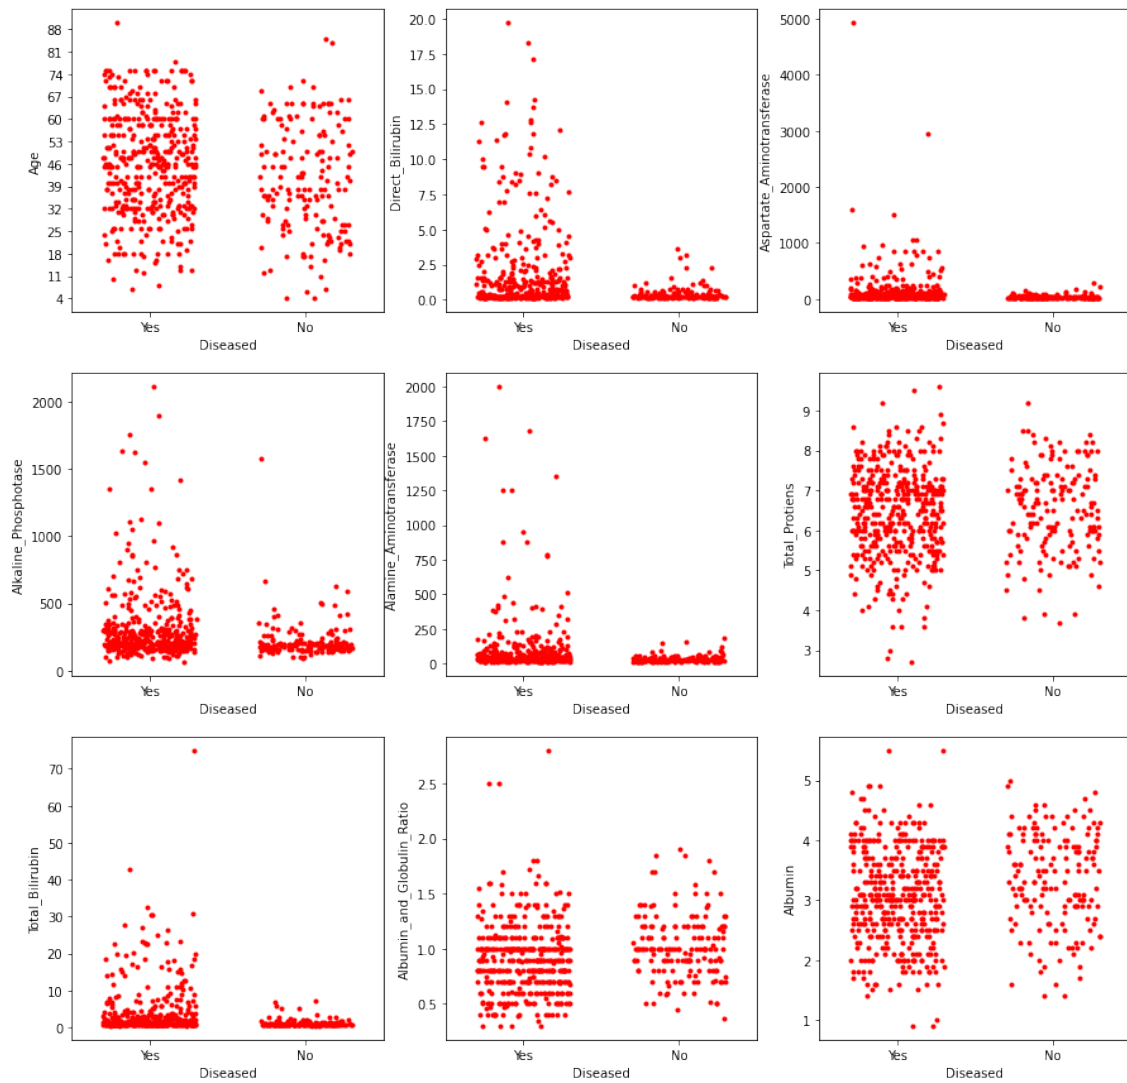 Age
88
81
74
67
60
53
46
39
32
25
18
11
4
Yes
No
Diseased
Direct_Bilirubin
20.0
17.5
15.0
12.5
10.0
7.5
5.0
2.5
0.0
Yes
No
Diseased
Aspartate_Aminotransferase
5000
4000
3000
2000
1000
0
Yes
No
Diseased
Alkaline_Phosphotase
2000
1500
1000
500
0
Yes
No
Diseased
Alamine_Aminotransferase
2000
1750
1500
1250
1000
750
500
250
0
Yes
No
Diseased
Total_Protiens
9
8
7
6
5
4
3
Yes
No
Diseased
Total_Bilirubin
70
60
50
40
30
20
10
0
Yes
No
Diseased
Albumin_and_Globulin_Ratio
2.5
2.0
1.5
1.0
0.5
Yes
No
Diseased
Albumin
5
4
3
2
1
Yes
No
Diseased